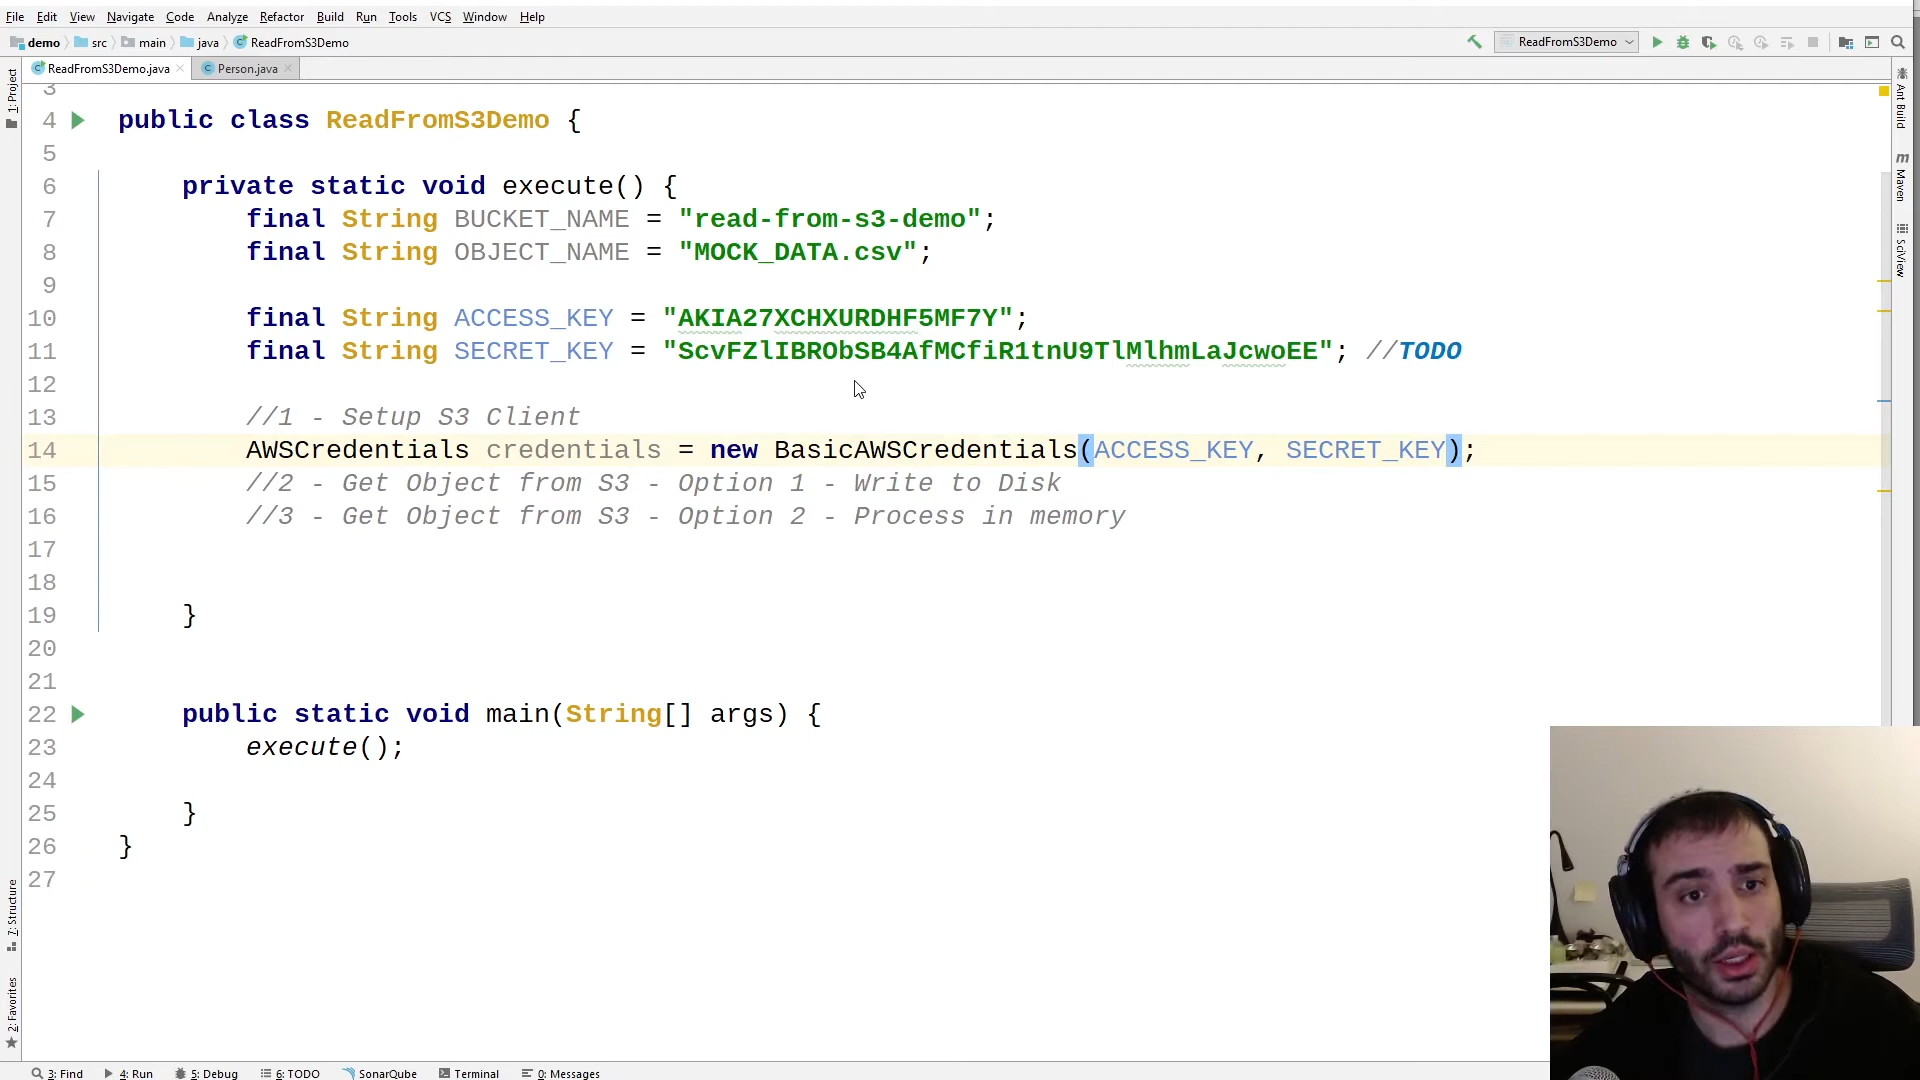 File Edit View Navigate Code Analyze Refactor Build Run Tools VCS Window Help
demo src main java ReadFromS3Demo
ReadFromS3Demo
ReadFromS3Demo.java Person.java
1: Project
Ant Build
Maven
SciView
3
4 public class ReadFromS3Demo {
5
6 private static void execute() {
7 final String BUCKET_NAME = "read-from-s3-demo";
8 final String OBJECT_NAME = "MOCK_DATA.csv";
9
10 final String ACCESS_KEY = "AKIA27XCHXURDHF5MF7Y";
11 final String SECRET_KEY = "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"; //TODO
12
13 //1 - Setup S3 Client
14 AWSCredentials credentials = new BasicAWSCredentials(ACCESS_KEY, SECRET_KEY);
15 //2 - Get Object from S3 - Option 1 - Write to Disk
16 //3 - Get Object from S3 - Option 2 - Process in memory
17
18
19 }
20
21
22 public static void main(String[] args) {
23 execute();
24
25 }
26 }
27
7: Structure
2: Favorites
3: Find 4: Run 5: Debug 6: TODO SonarQube Terminal 0: Messages